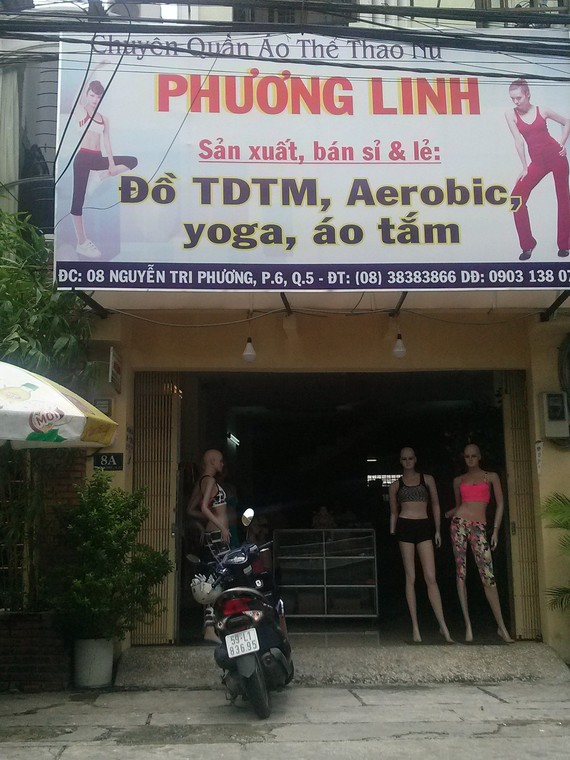 Chuyên Quần Áo Thể Thao Nữ
PHƯƠNG LINH
Sản xuất, bán sỉ & lẻ:
Đồ TDTM, Aerobic,
yoga, áo tắm
ĐC: 08 NGUYỄN TRI PHƯƠNG, P.6, Q.5 - ĐT: (08) 38383866 DĐ: 0903 138 07
8A
59-L1
836.95